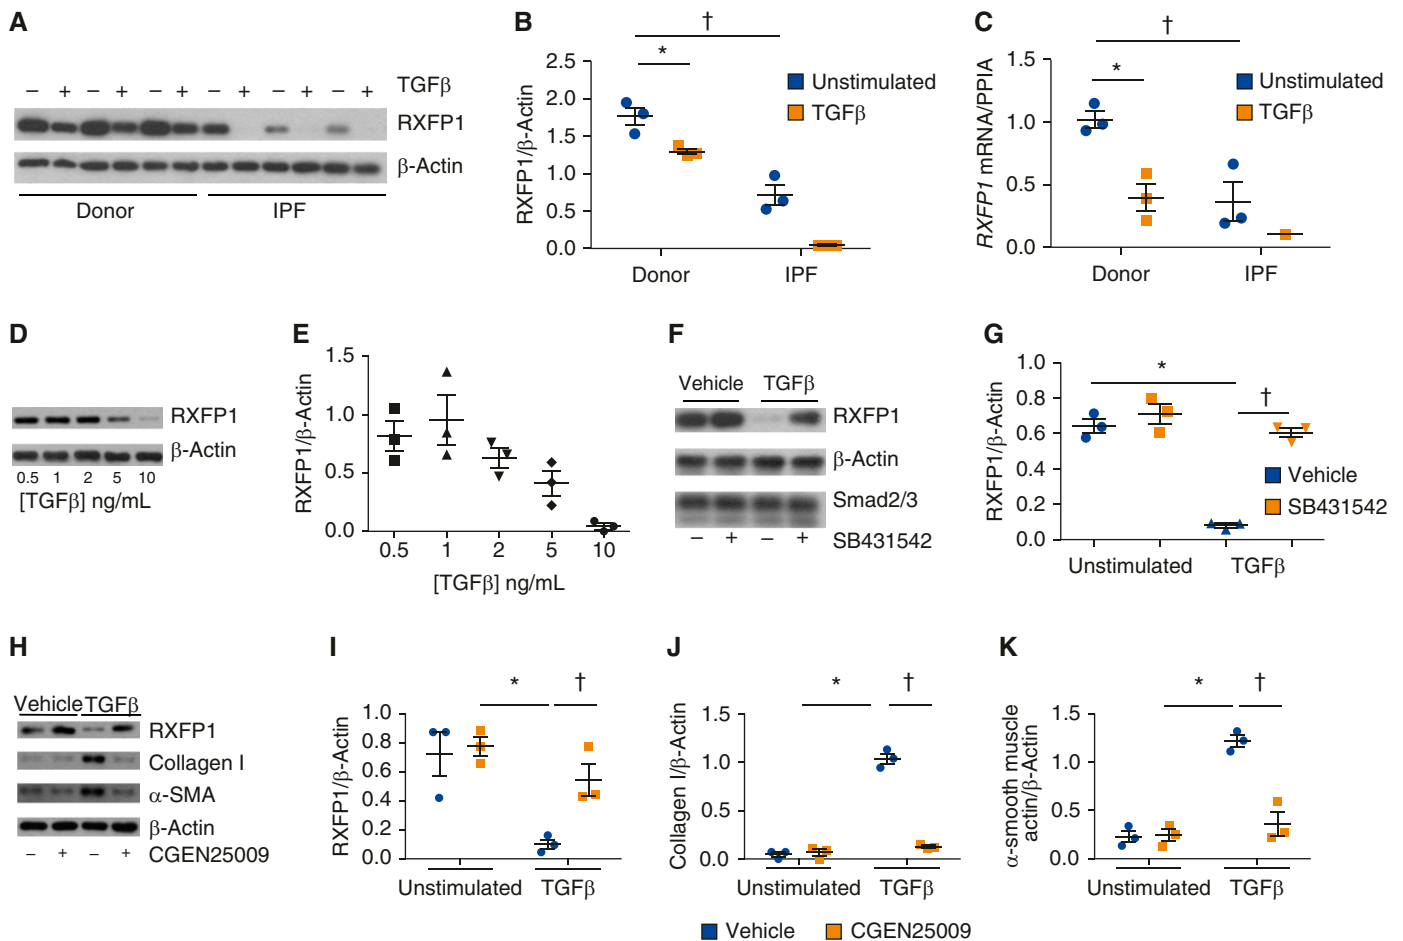 A
− + − + − + − + − + − + TGFβ
RXFP1
β-Actin
Donor IPF
B
†
*
2.5
2.0
1.5
1.0
0.5
0.0
RXFP1/β-Actin
Unstimulated
TGFβ
Donor IPF
C
†
*
1.5
1.0
0.5
0.0
RXFP1 mRNA/PPIA
Unstimulated
TGFβ
Donor IPF
D
RXFP1
β-Actin
0.5 1 2 5 10
[TGFβ] ng/mL
E
1.5
1.0
0.5
0.0
RXFP1/β-Actin
0.5 1 2 5 10
[TGFβ] ng/mL
F
Vehicle TGFβ
RXFP1
β-Actin
Smad2/3
− + − + SB431542
G
*
†
1.0
0.8
0.6
0.4
0.2
0.0
RXFP1/β-Actin
Vehicle
SB431542
Unstimulated TGFβ
H
Vehicle TGFβ
RXFP1
Collagen I
α-SMA
β-Actin
− + − + CGEN25009
I
* †
1.0
0.8
0.6
0.4
0.2
0.0
RXFP1/β-Actin
Unstimulated TGFβ
J
* †
1.5
1.0
0.5
0.0
Collagen I/β-Actin
Unstimulated TGFβ
K
* †
1.5
1.0
0.5
0.0
α-smooth muscle
actin/β-Actin
Unstimulated TGFβ
Vehicle CGEN25009